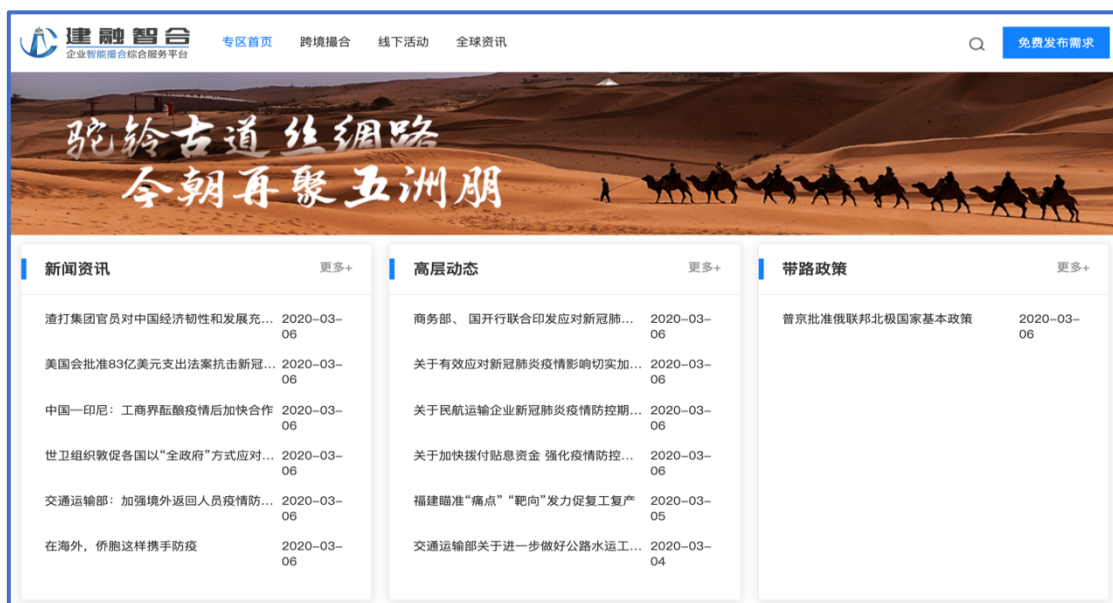 建融智合
企业智能撮合综合服务平台
专区首页 跨境撮合 线下活动 全球资讯
免费发布需求
驼铃古道丝绸路
今朝再聚五洲朋
新闻资讯 更多+
渣打集团官员对中国经济韧性和发展充... 2020-03-
06
美国会批准83亿美元支出法案抗击新冠... 2020-03-
06
中国—印尼：工商界酝酿疫情后加快合作 2020-03-
06
世卫组织敦促各国以“全政府”方式应对... 2020-03-
06
交通运输部：加强境外返回人员疫情防... 2020-03-
06
在海外，侨胞这样携手防疫 2020-03-
06
高层动态 更多+
商务部、 国开行联合印发应对新冠肺... 2020-03-
06
关于有效应对新冠肺炎疫情影响切实加... 2020-03-
06
关于民航运输企业新冠肺炎疫情防控期... 2020-03-
06
关于加快拨付贴息资金 强化疫情防控... 2020-03-
06
福建瞄准“痛点” “靶向”发力促复工复产 2020-03-
05
交通运输部关于进一步做好公路水运工... 2020-03-
04
带路政策 更多+
普京批准俄联邦北极国家基本政策 2020-03-
06